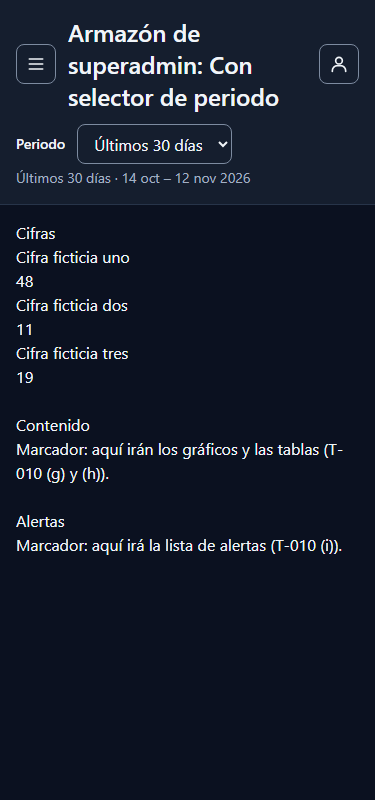 Armazón de
superadmin: Con
selector de periodo
Periodo
Últimos 30 días
Últimos 30 días · 14 oct – 12 nov 2026
Cifras
Cifra ficticia uno
48
Cifra ficticia dos
11
Cifra ficticia tres
19
Contenido
Marcador: aquí irán los gráficos y las tablas (T-
010 (g) y (h)).
Alertas
Marcador: aquí irá la lista de alertas (T-010 (i)).